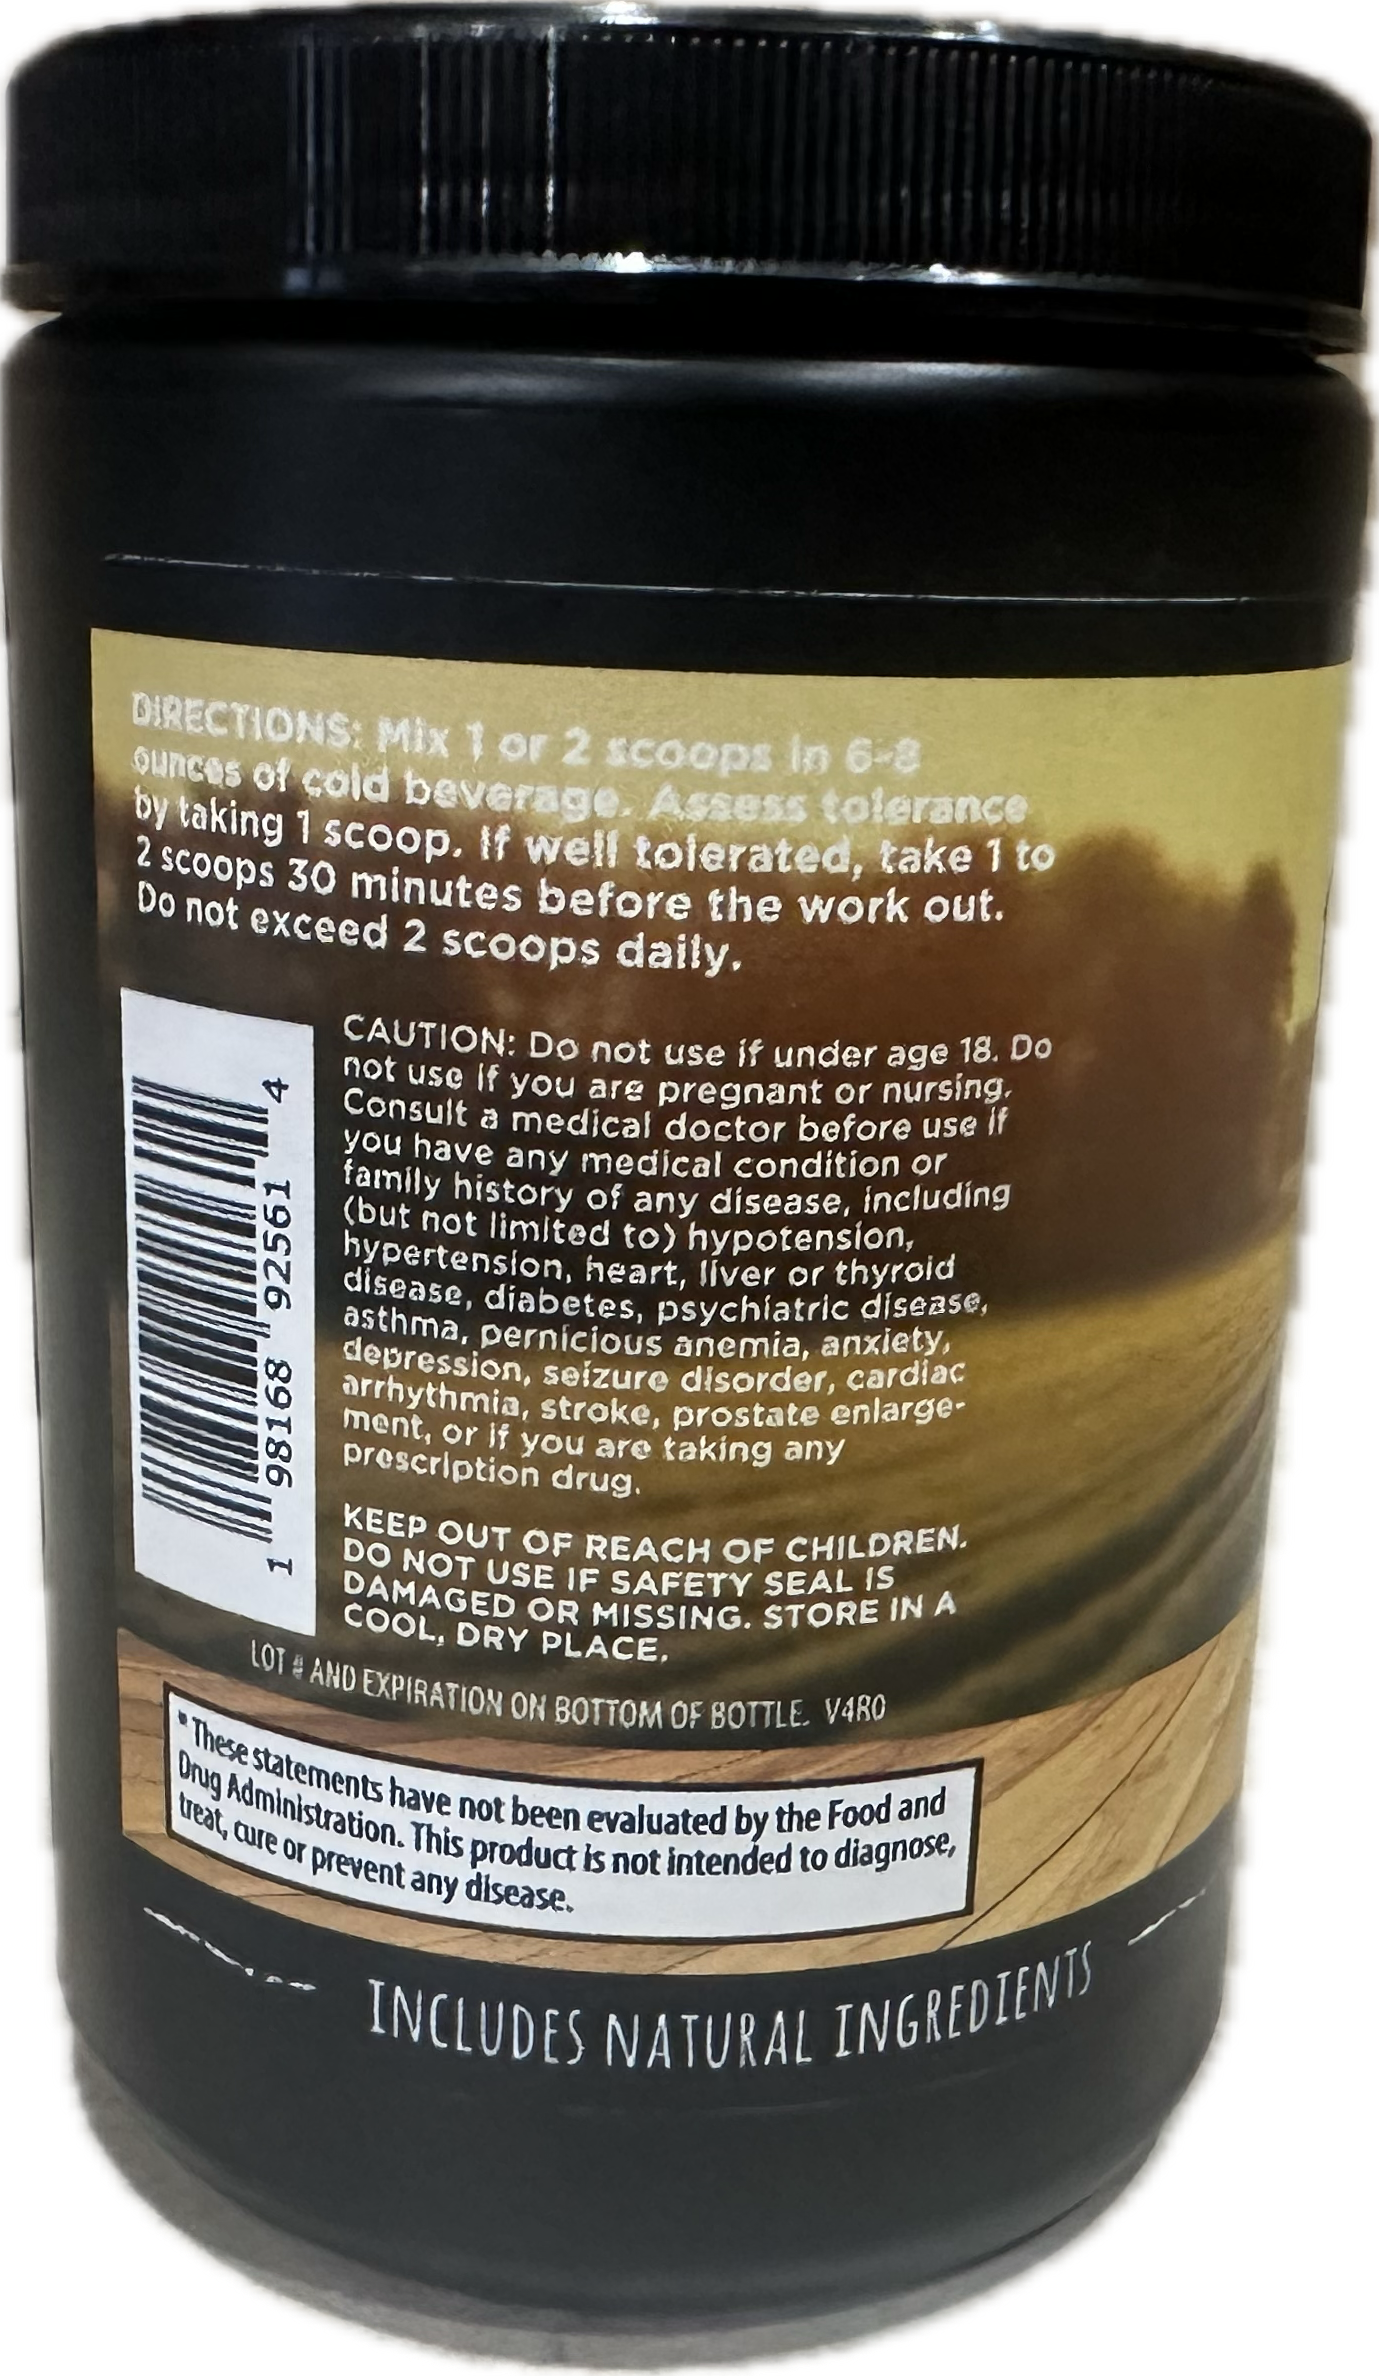 DIRECTIONS: Mix 1 or 2 scoops in 6-8
ounces of cold beverage. Assess tolerance
by taking 1 scoop. If well tolerated, take 1 to
2 scoops 30 minutes before the work out.
Do not exceed 2 scoops daily.
CAUTION: Do not use if under age 18. Do
not use if you are pregnant or nursing.
Consult a medical doctor before use if
you have any medical condition or
family history of any disease, including
(but not limited to) hypotension,
hypertension, heart, liver or thyroid
disease, diabetes, psychiatric disease,
asthma, pernicious anemia, anxiety,
depression, seizure disorder, cardiac
arrhythmia, stroke, prostate enlarge-
ment, or if you are taking any
prescription drug.
KEEP OUT OF REACH OF CHILDREN.
DO NOT USE IF SAFETY SEAL IS
DAMAGED OR MISSING. STORE IN A
COOL, DRY PLACE.
1 98168 92561 4
LOT # AND EXPIRATION ON BOTTOM OF BOTTLE. V4R0
*These statements have not been evaluated by the Food and
Drug Administration. This product is not intended to diagnose,
treat, cure or prevent any disease.
INCLUDES NATURAL INGREDIENTS